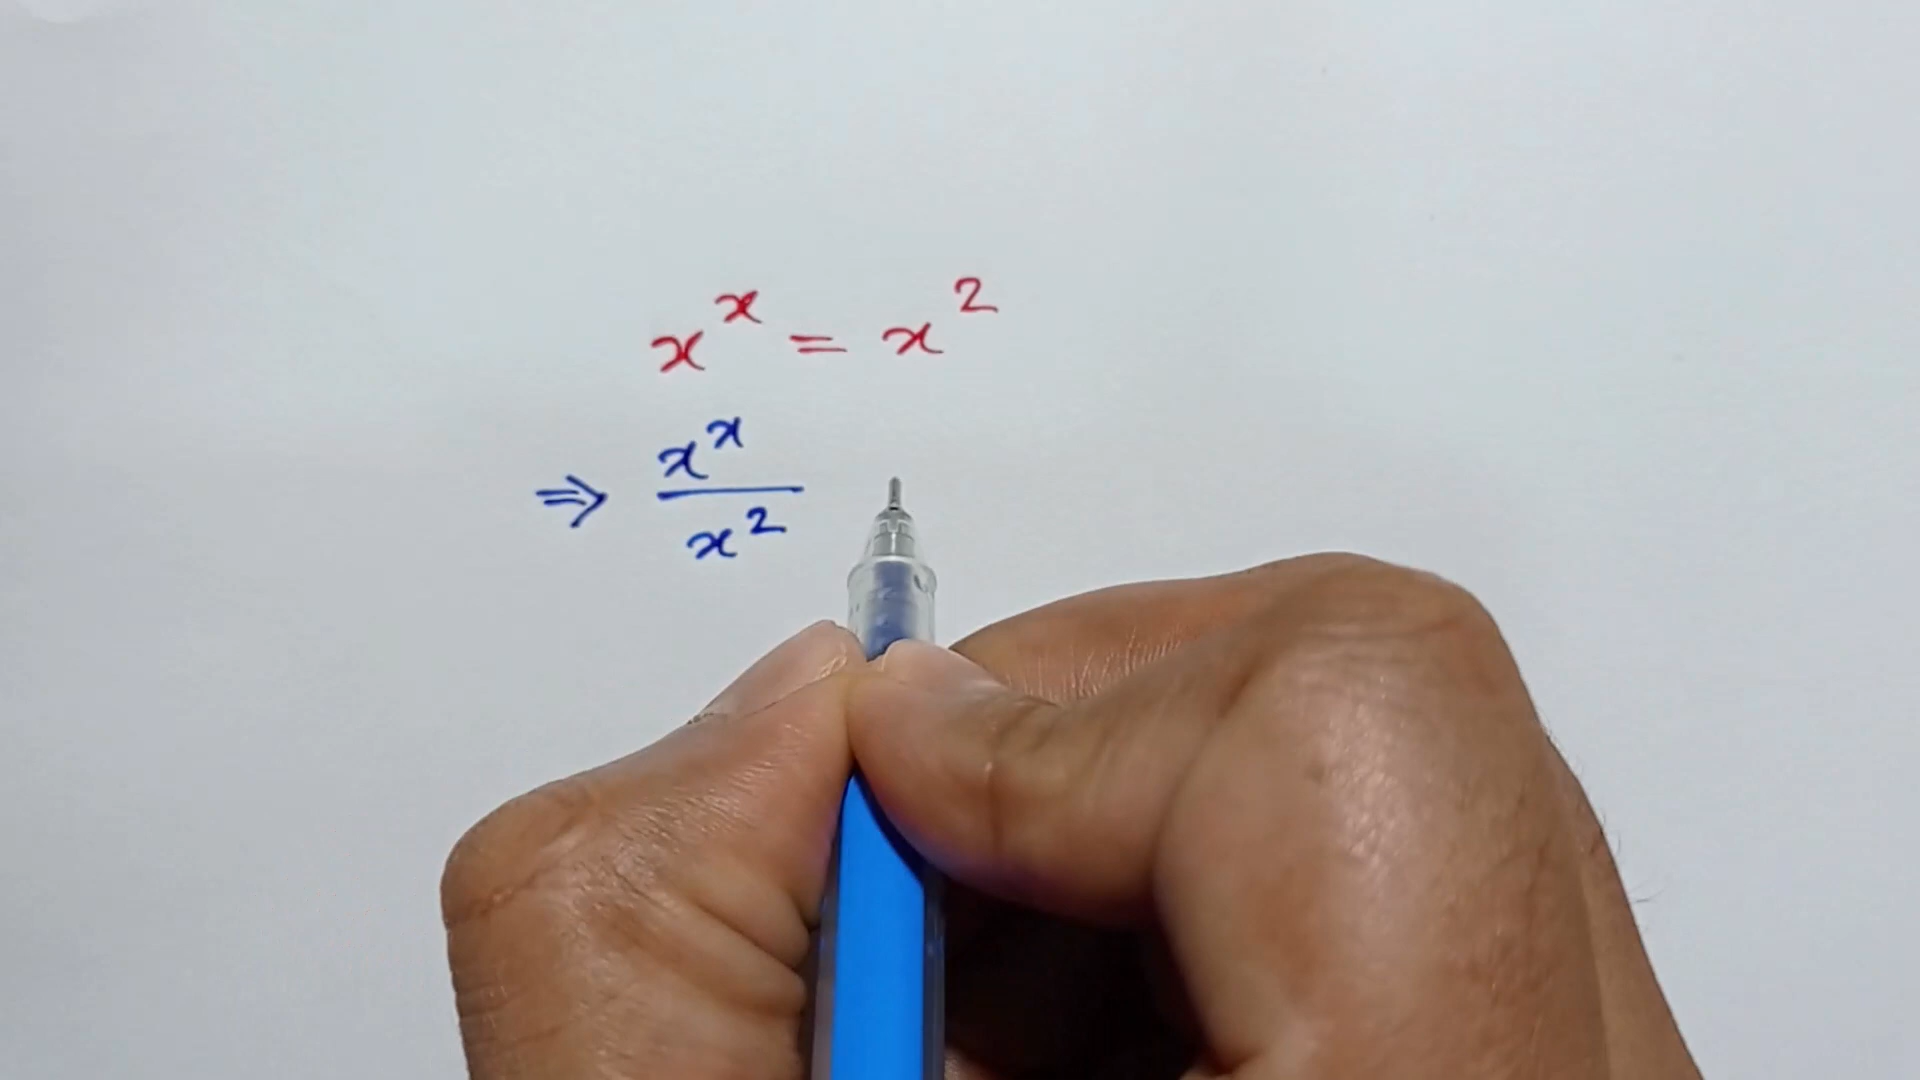 x^x = x^2
⇒ x^x / x^2